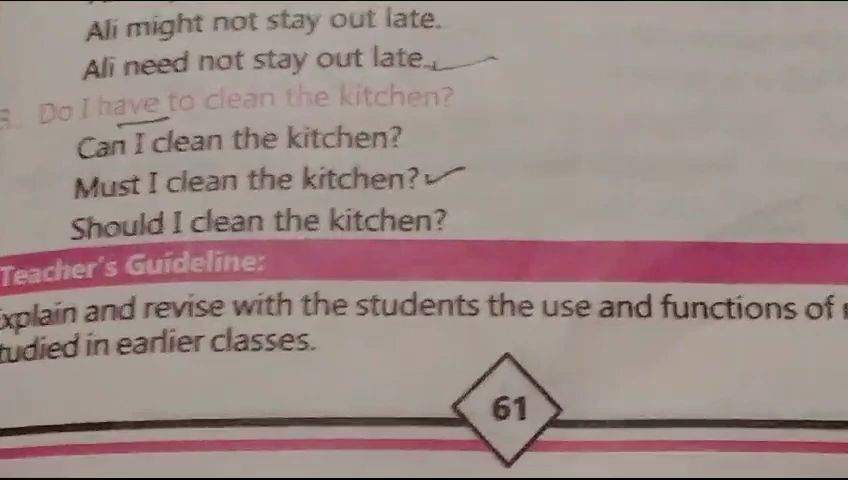 Ali might not stay out late.
Ali need not stay out late.
Do I have to clean the kitchen?
Can I clean the kitchen?
Must I clean the kitchen?
Should I clean the kitchen?
Teacher's Guideline:
xplain and revise with the students the use and functions of
tudied in earlier classes.
61